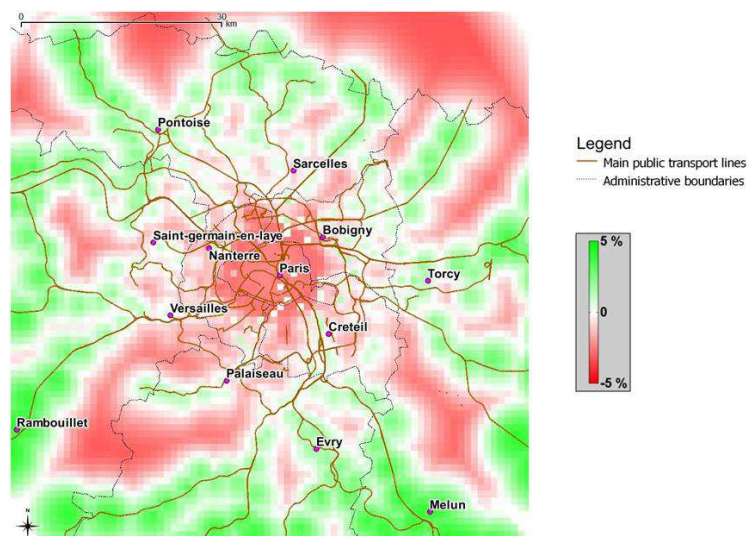 0 30
km
Pontoise
Sarcelles
Saint-germain-en-laye
Bobigny
Nanterre
Paris
Torcy
Versailles
Creteil
Palaiseau
Rambouillet
Evry
Melun
N
Legend
Main public transport lines
Administrative boundaries
5 %
0
-5 %